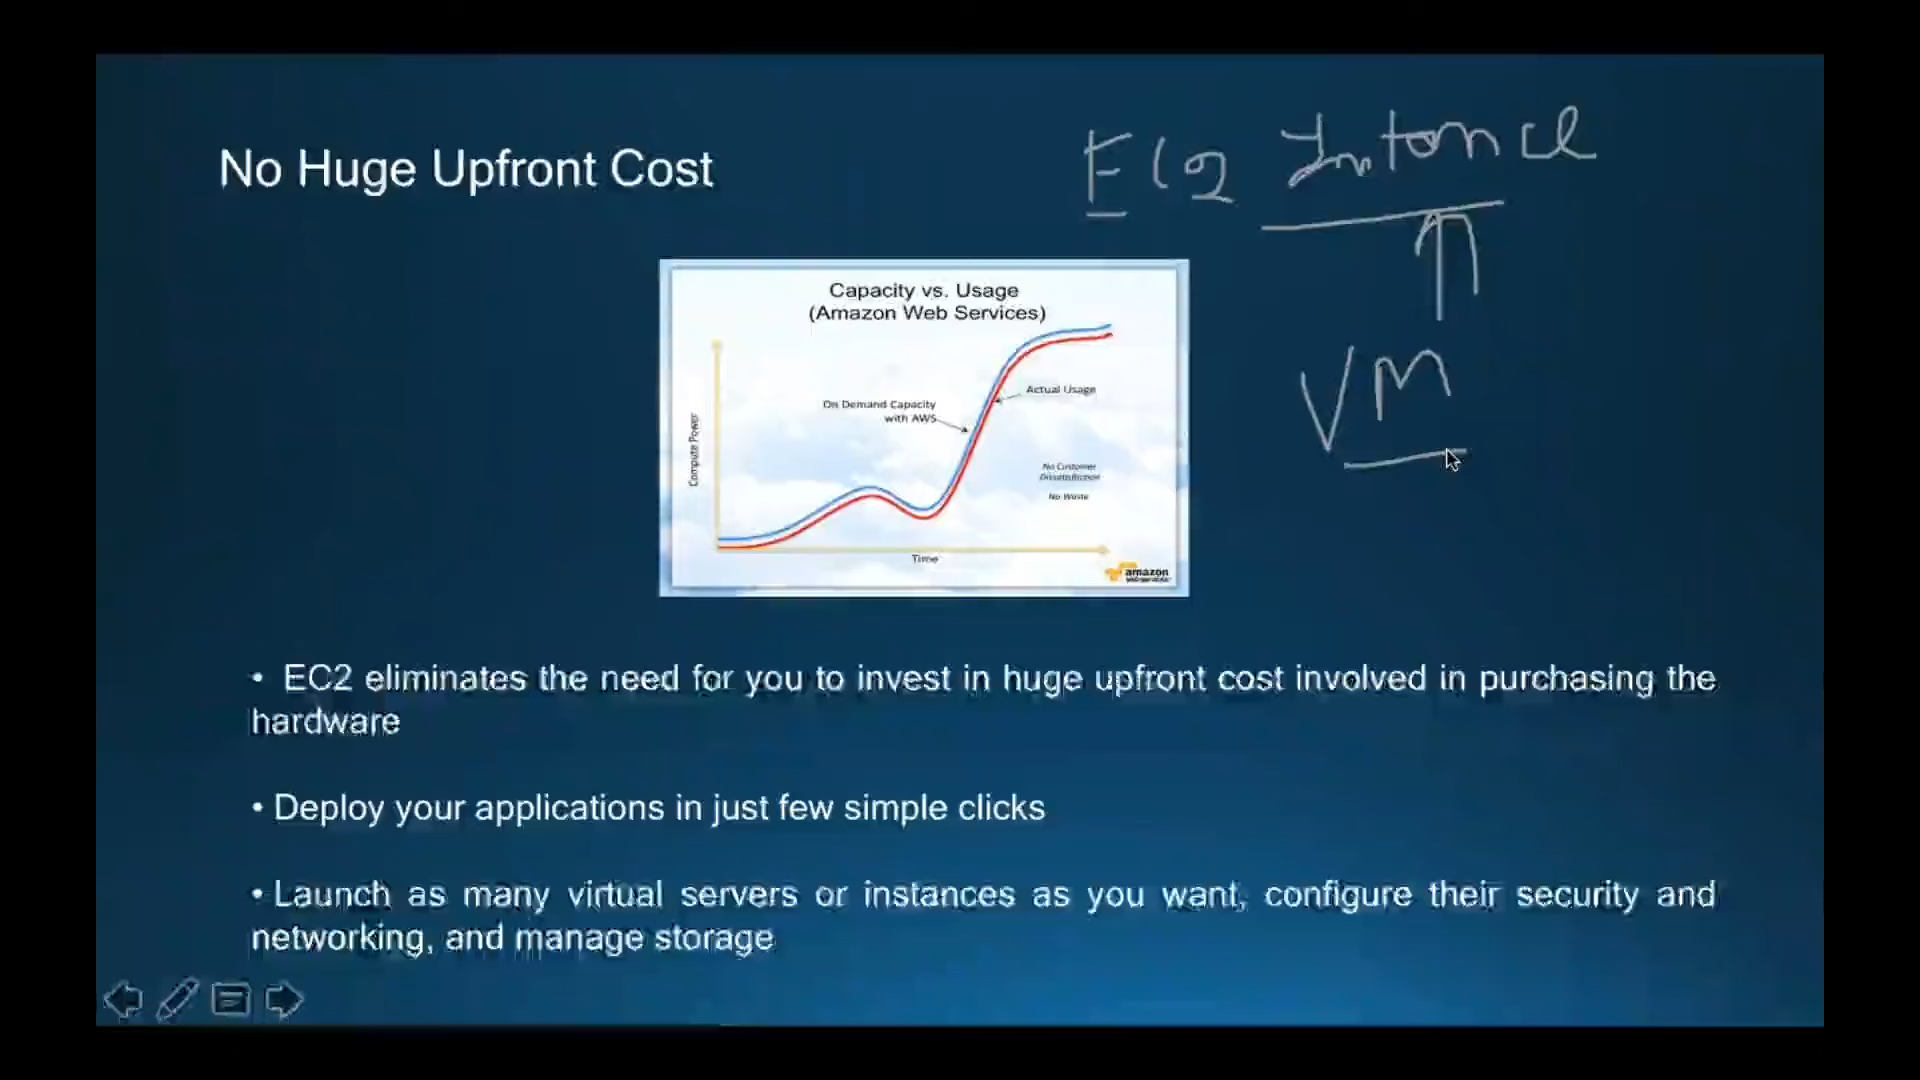 No Huge Upfront Cost
EC2 Intance
VM
Capacity vs. Usage
(Amazon Web Services)
On Demand Capacity
with AWS
Actual Usage
No Customer
Dissatisfaction
No Waste
Compute Power
Time
amazon
web services
• EC2 eliminates the need for you to invest in huge upfront cost involved in purchasing the
hardware
• Deploy your applications in just few simple clicks
• Launch as many virtual servers or instances as you want, configure their security and
networking, and manage storage